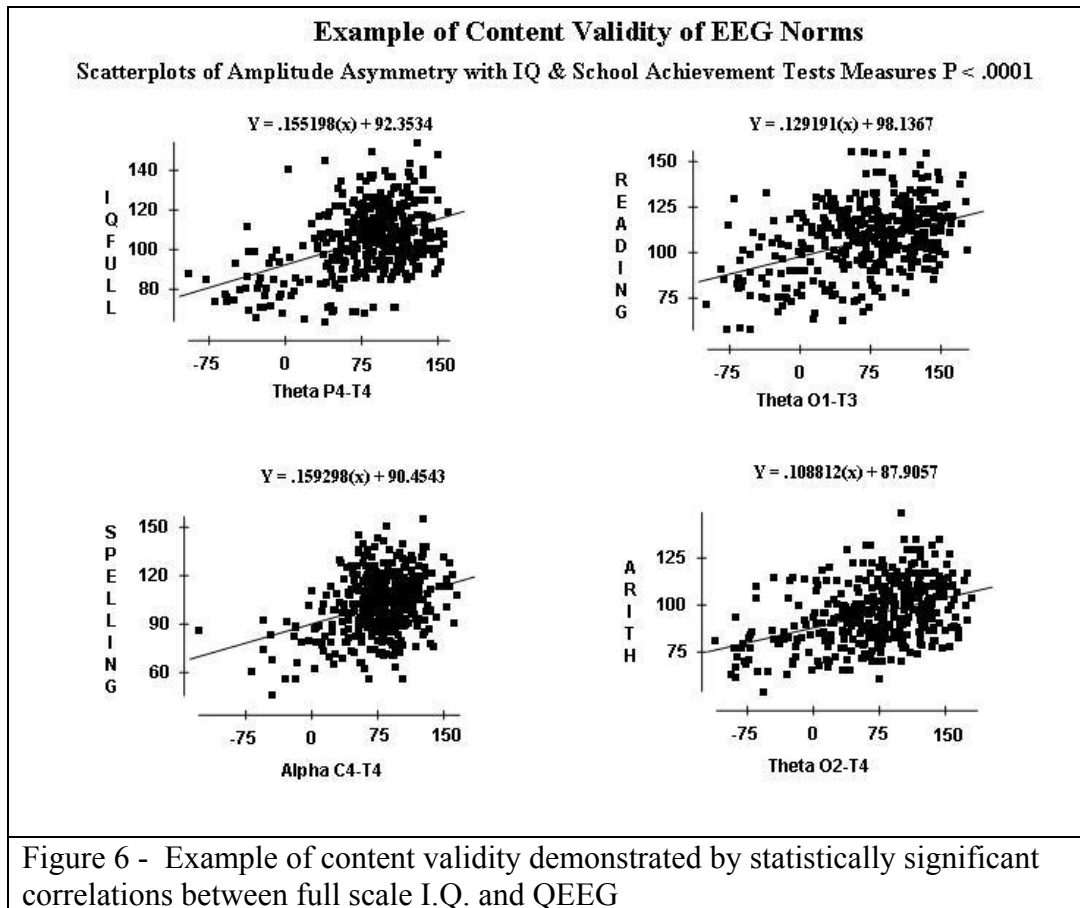 Example of Content Validity of EEG Norms
Scatterplots of Amplitude Asymmetry with IQ & School Achievement Tests Measures P < .0001
Y = .155198(x) + 92.3534
IQFULL
140
120
100
80
-75 0 75 150
Theta P4-T4
Y = .129191(x) + 98.1367
READING
150
125
100
75
-75 0 75 150
Theta O1-T3
Y = .159298(x) + 90.4543
SPELLING
150
120
90
60
-75 0 75 150
Alpha C4-T4
Y = .108812(x) + 87.9057
ARITH
125
100
75
-75 0 75 150
Theta O2-T4
Figure 6 - Example of content validity demonstrated by statistically significant
correlations between full scale I.Q. and QEEG